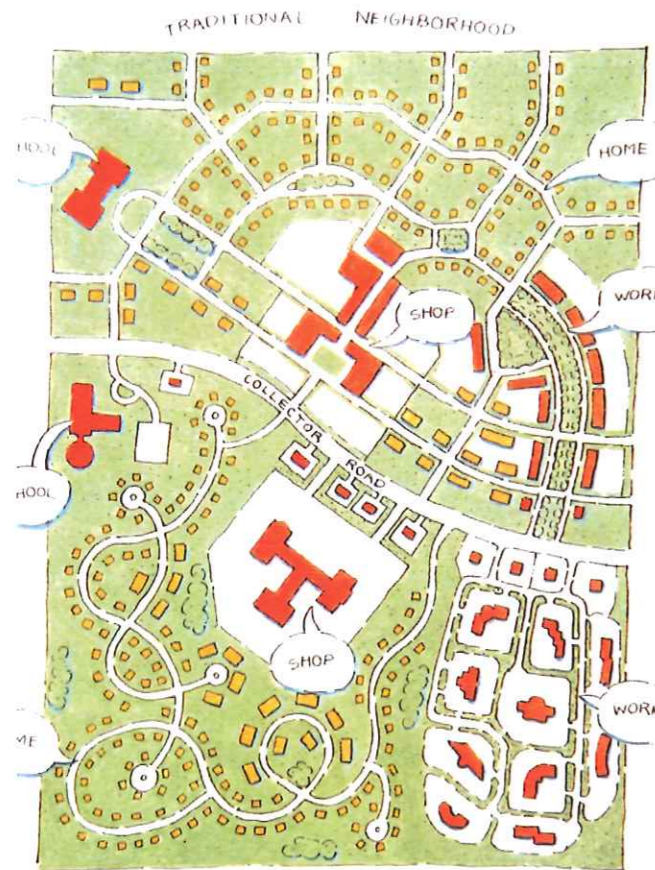 TRADITIONAL NEIGHBORHOOD
HOOL
HOME
WORK
SHOP
COLLECTOR ROAD
HOOL
SHOP
WORK
ME